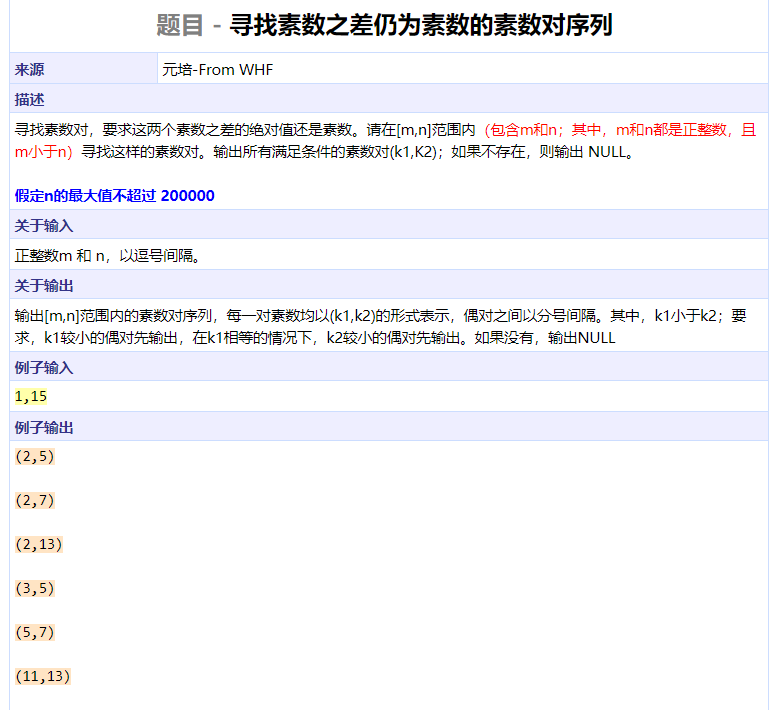 题目 - 寻找素数之差仍为素数的素数对序列
来源 元培-From WHF
描述
寻找素数对，要求这两个素数之差的绝对值还是素数。请在[m,n]范围内（包含m和n；其中，m和n都是正整数，且
m小于n）寻找这样的素数对。输出所有满足条件的素数对(k1,K2)；如果不存在，则输出 NULL。
假定n的最大值不超过 200000
关于输入
正整数m 和 n，以逗号间隔。
关于输出
输出[m,n]范围内的素数对序列，每一对素数均以(k1,k2)的形式表示，偶对之间以分号间隔。其中，k1小于k2；要
求，k1较小的偶对先输出，在k1相等的情况下，k2较小的偶对先输出。如果没有，输出NULL
例子输入
1,15
例子输出
(2,5)
(2,7)
(2,13)
(3,5)
(5,7)
(11,13)